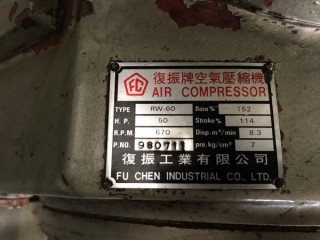 FC 復振牌空氣壓縮機
AIR COMPRESSOR
TYPE RW-60 Bore% 152
H. P. 50 Stroke% 114
R.P.M. 670 Disp. m³/min 8.3
P.NO. 980711 pre. kg/cm² 7
復振工業有限公司
FU CHEN INDUSTRIAL CO., LTD.